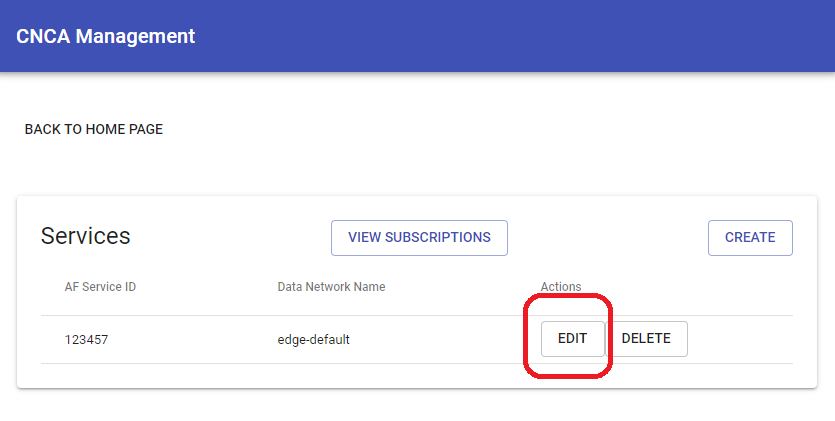 CNCA Management
BACK TO HOME PAGE
Services VIEW SUBSCRIPTIONS CREATE
AF Service ID Data Network Name Actions
123457 edge-default EDIT DELETE